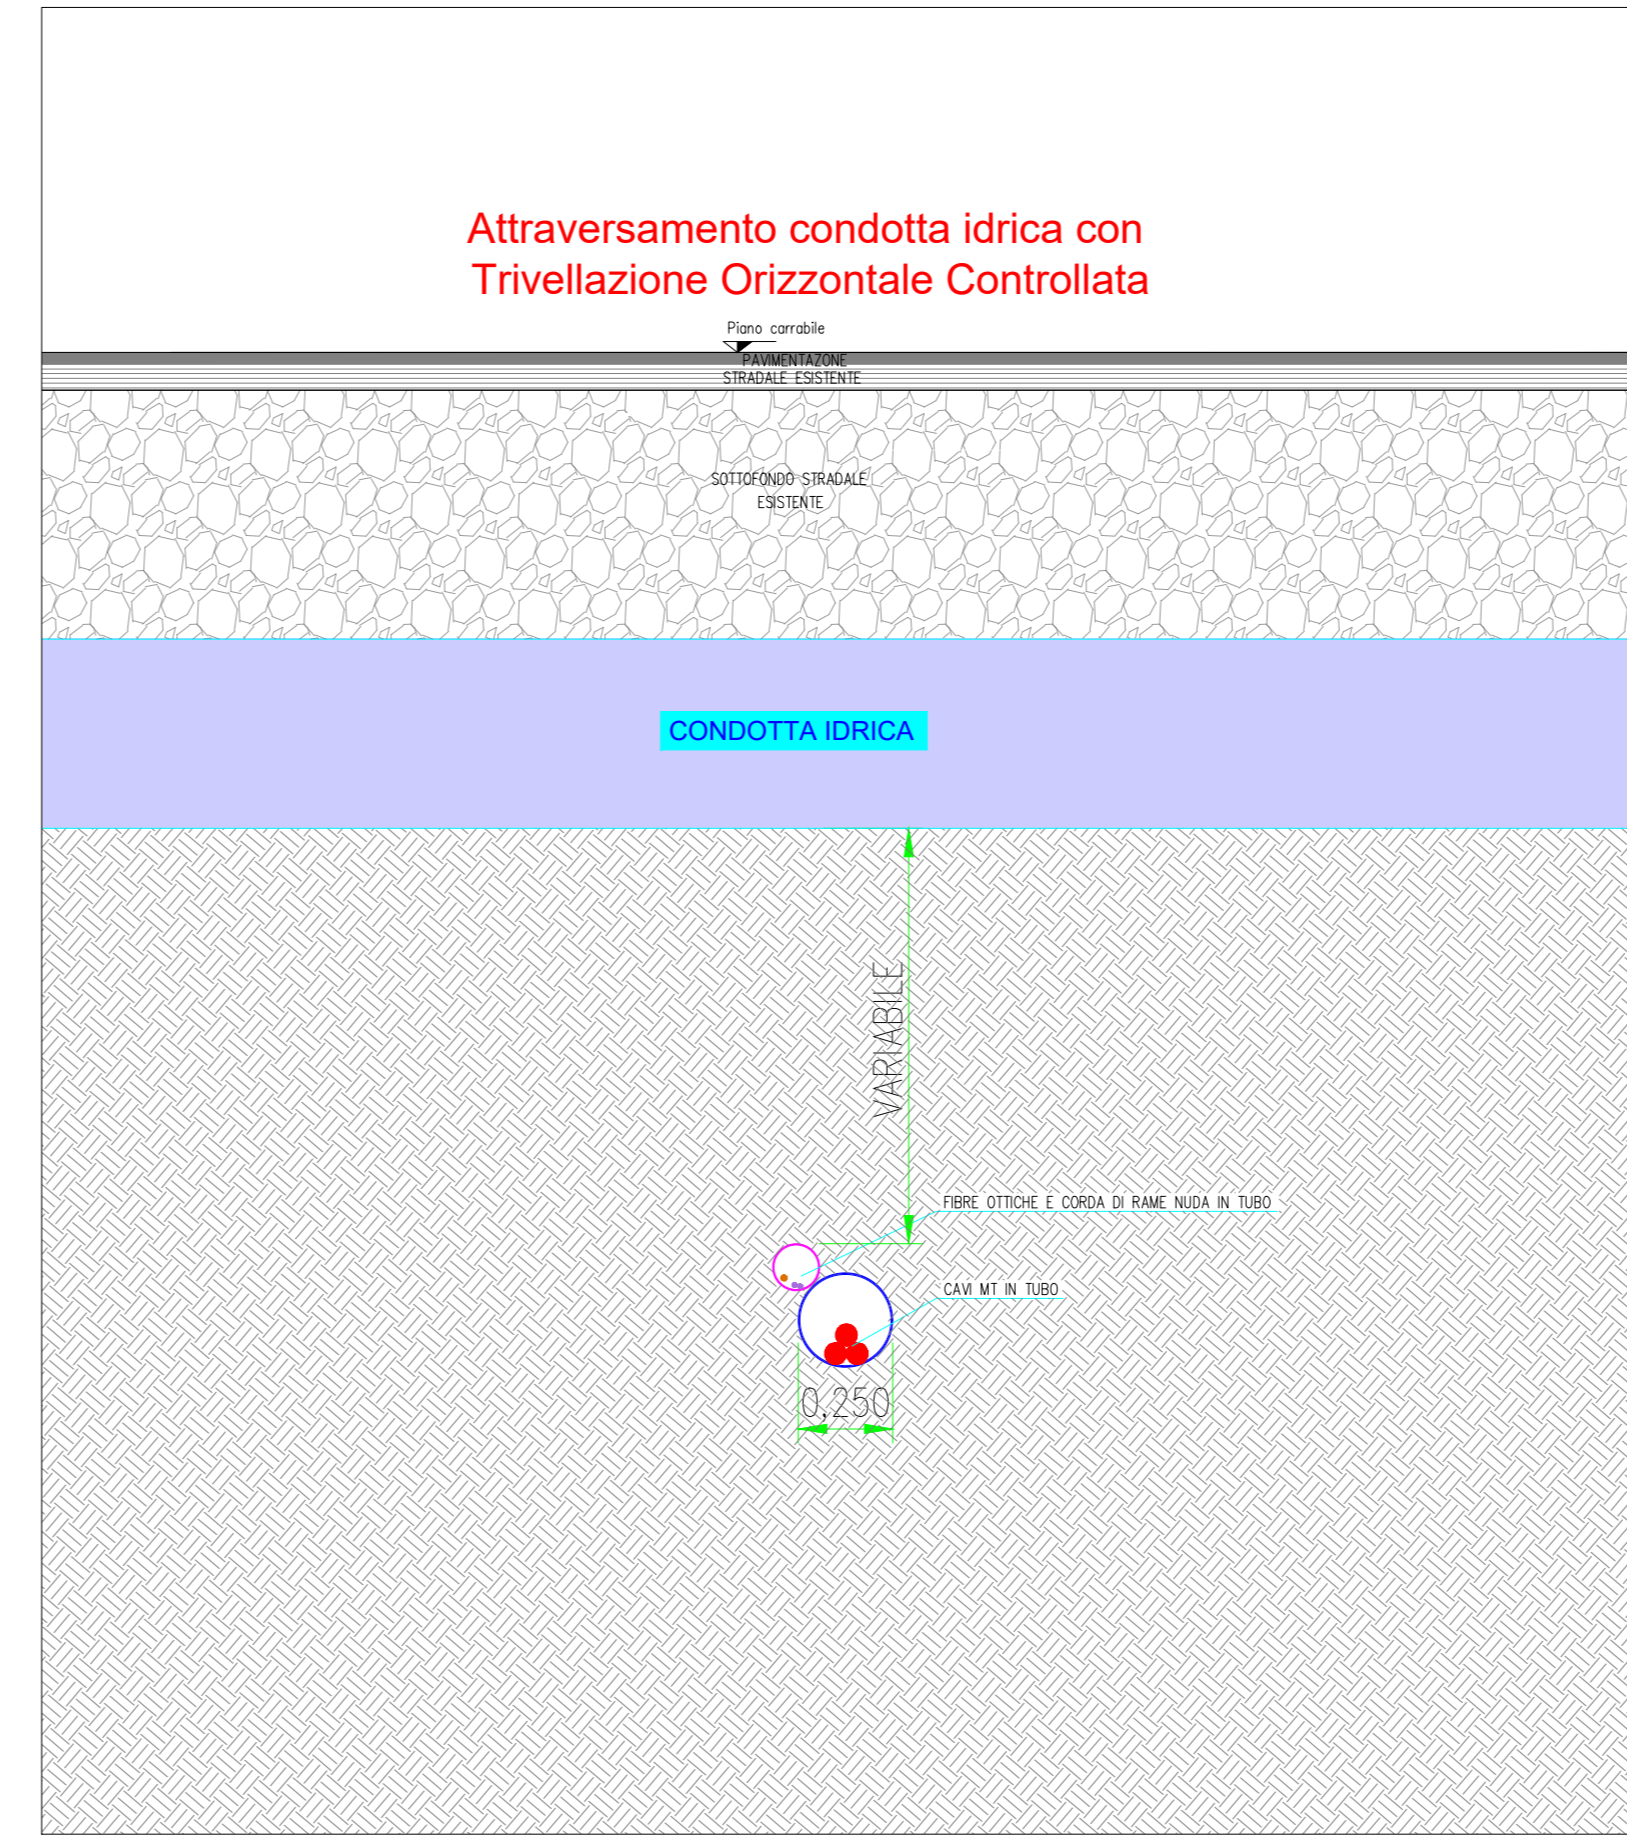 Attraversamento condotta idrica con
Trivellazione Orizzontale Controllata
Piano carrabile
PAVIMENTAZONE
STRADALE ESISTENTE
SOTTOFONDO STRADALE
ESISTENTE
CONDOTTA IDRICA
VARIABILE
FIBRE OTTICHE E CORDA DI RAME NUDA IN TUBO
CAVI MT IN TUBO
0,250